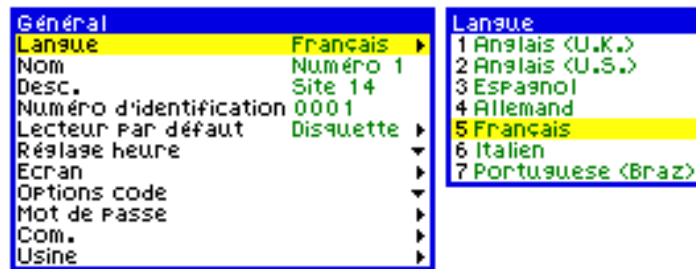 Général
Langue Français
Nom Numéro 1
Desc. Site 14
Numéro d'identification 0001
Lecteur par défaut Disquette
Réglage heure
Ecran
Options code
Mot de passe
Com.
Usine
Langue
1 Anglais (U.K.)
2 Anglais (U.S.)
3 Espagnol
4 Allemand
5 Français
6 Italien
7 Portuguese (Braz)